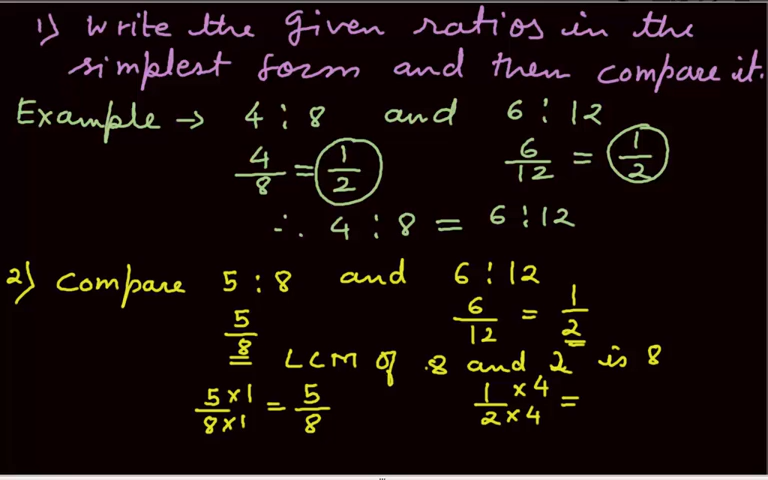 1) Write the given ratios in the
simplest form and then compare it.
Example → 4 : 8 and 6 : 12
4/8 = 1/2 6/12 = 1/2
∴ 4 : 8 = 6 : 12
2) Compare 5 : 8 and 6 : 12
5/8 6/12 = 1/2
LCM of 8 and 2 is 8
5×1/8×1 = 5/8 1×4/2×4 =